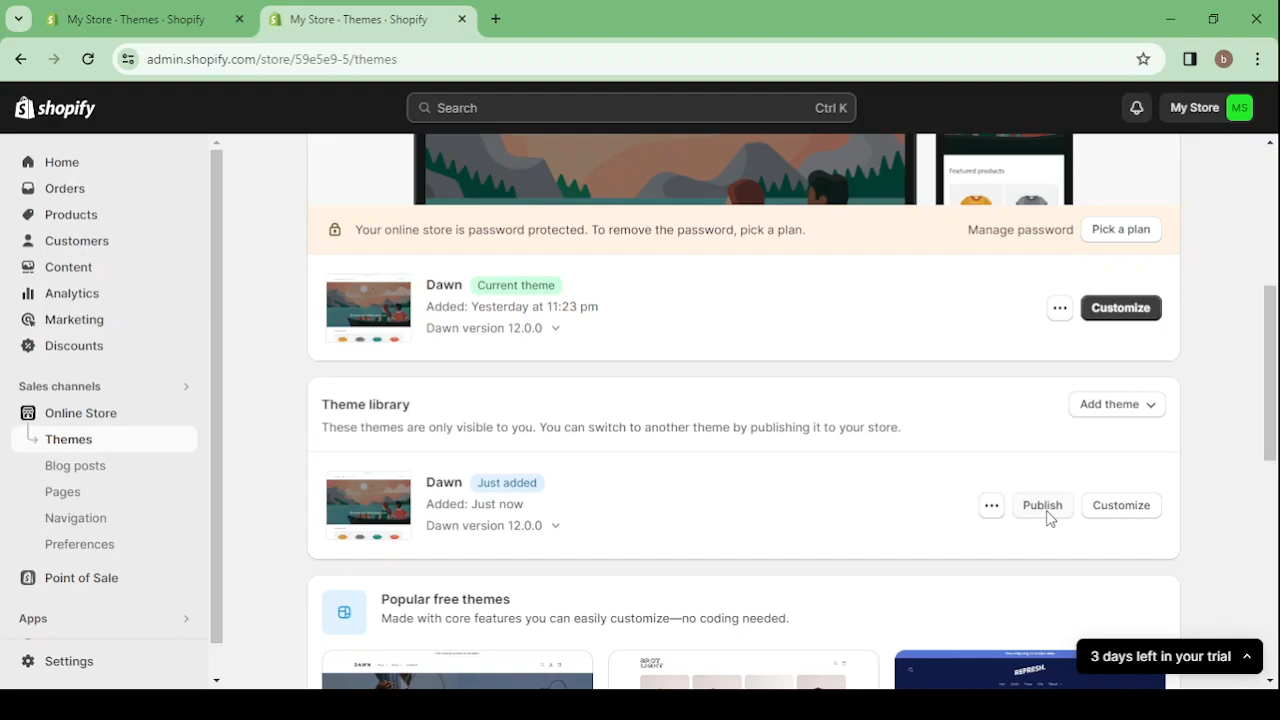 My Store · Themes · Shopify
My Store · Themes · Shopify
admin.shopify.com/store/59e5e9-5/themes
b
shopify
Search
Ctrl K
My Store
MS
Home
Orders
Products
Customers
Content
Analytics
Marketing
Discounts
Sales channels
Online Store
Themes
Blog posts
Pages
Navigation
Preferences
Point of Sale
Apps
Settings
Featured products
Your online store is password protected. To remove the password, pick a plan.
Manage password
Pick a plan
Dawn
Current theme
Added: Yesterday at 11:23 pm
Dawn version 12.0.0
Customize
Theme library
These themes are only visible to you. You can switch to another theme by publishing it to your store.
Add theme
Dawn
Just added
Added: Just now
Dawn version 12.0.0
Publish
Customize
Popular free themes
Made with core features you can easily customize—no coding needed.
DAWN
SPOT
LIGHT
REFRESH.
3 days left in your trial